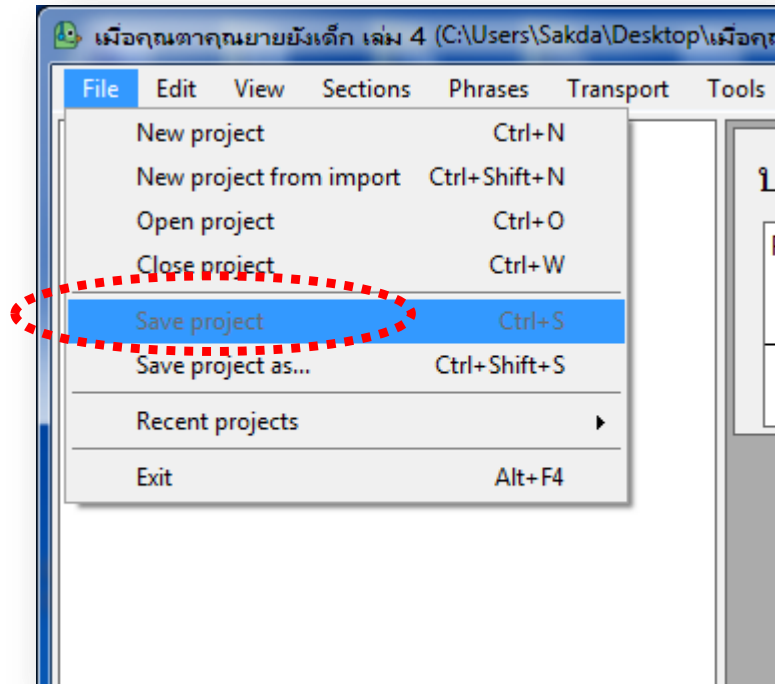 เมื่อคุณตาคุณยายยังเด็ก เล่ม 4 (C:\Users\Sakda\Desktop\เมื่อคุณ
File Edit View Sections Phrases Transport Tools
New project Ctrl+N
New project from import Ctrl+Shift+N
Open project Ctrl+O
Close project Ctrl+W
Save project Ctrl+S
Save project as... Ctrl+Shift+S
Recent projects
Exit Alt+F4